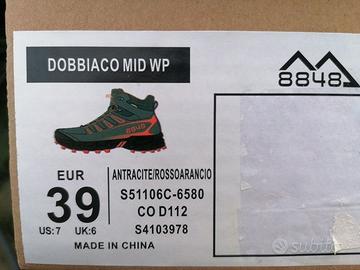 DOBBIACO MID WP
8848
8848
EUR
39
US:7 UK:6
ANTRACITE/ROSSOARANCIO
S51106C-6580
CO D112
S4103978
MADE IN CHINA
subito